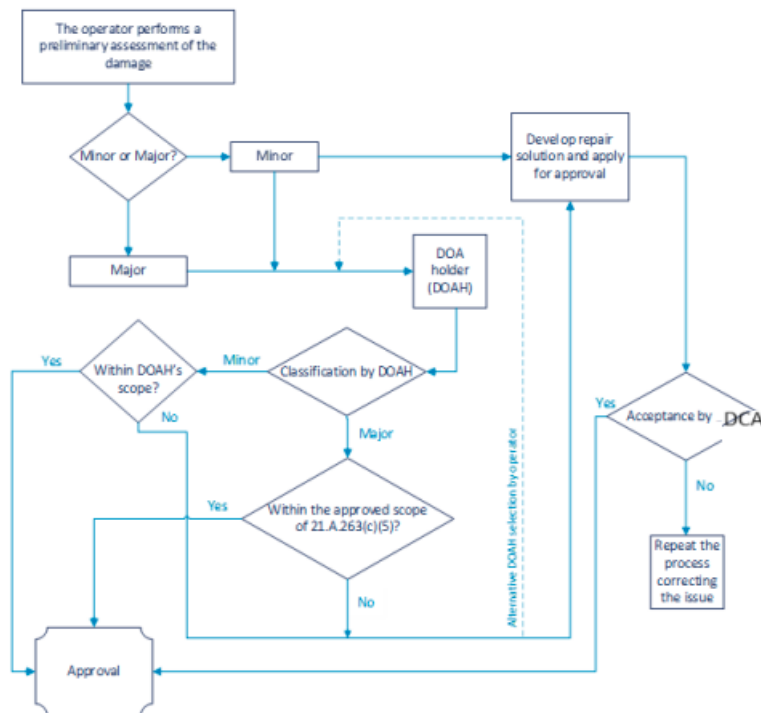 The operator performs a
preliminary assessment of the
damage
Minor or Major?
Minor
Develop repair
solution and apply
for approval
Major
DOA
holder
(DOAH)
Yes
Within DOAH's
scope?
Minor
Classification by DOAH
No
Major
Yes
Acceptance by DCA
No
Yes
Within the approved scope
of 21.A.263(c)(5)?
No
Alternative DOAH selection by operator
Repeat the
process
correcting
the issue
Approval